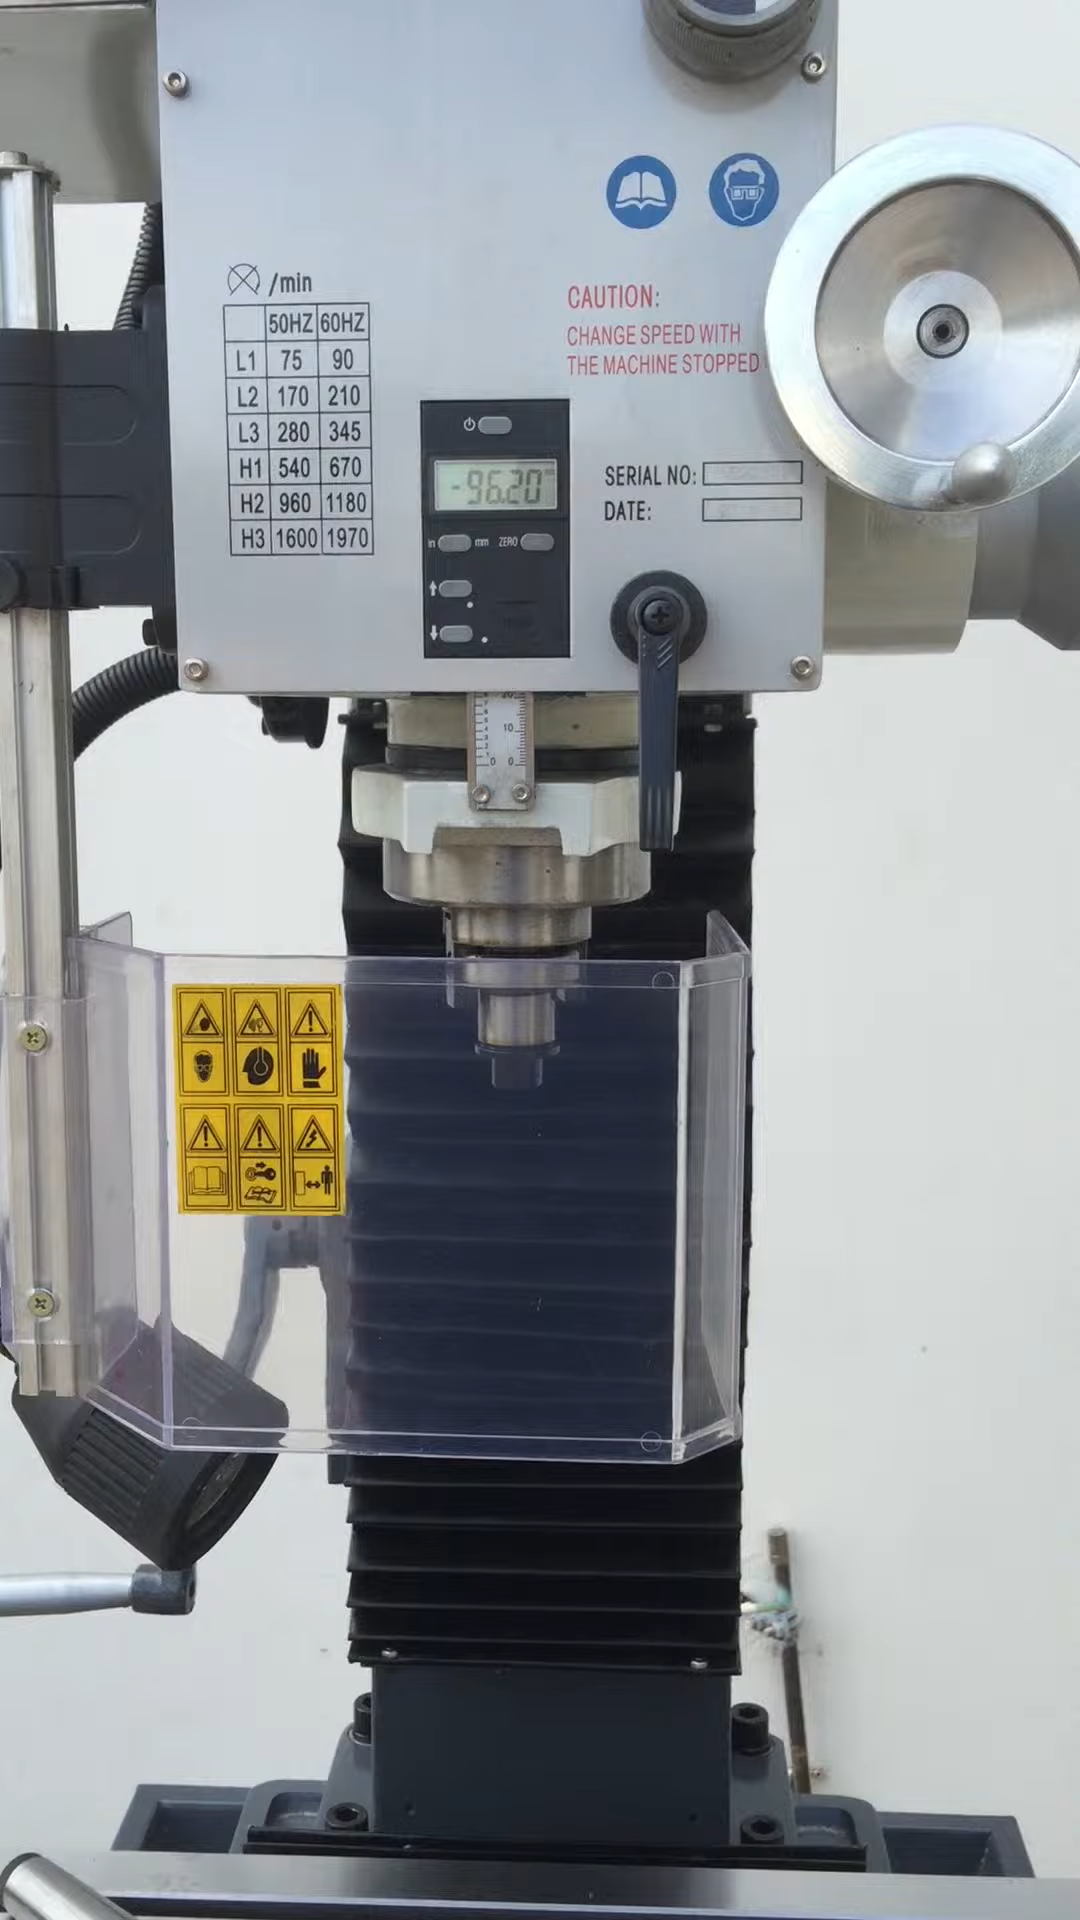 /min
50HZ 60HZ
L1 75 90
L2 170 210
L3 280 345
H1 540 670
H2 960 1180
H3 1600 1970
CAUTION:
CHANGE SPEED WITH
THE MACHINE STOPPED
-96.20
in mm ZERO
SERIAL NO:
DATE:
20
10
0 0